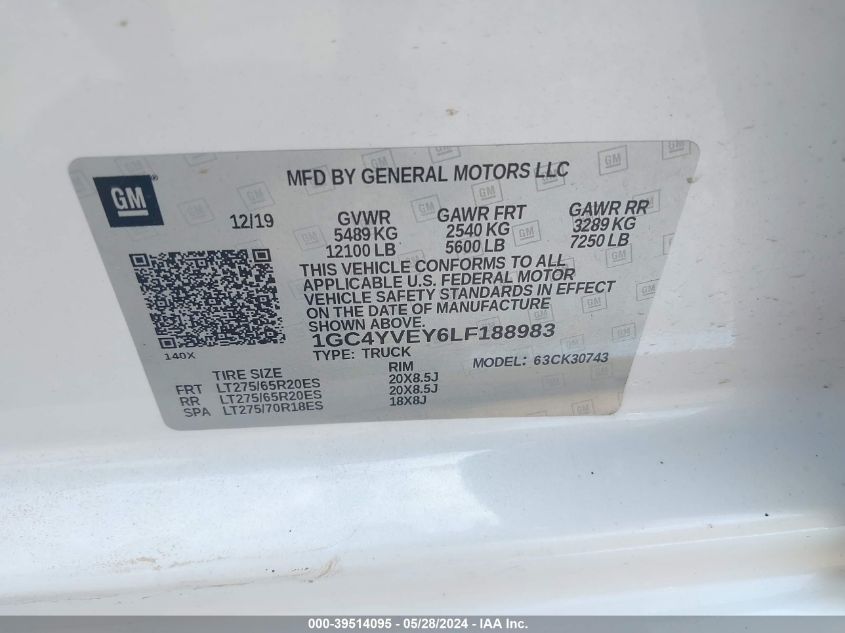 GM
MFD BY GENERAL MOTORS LLC
12/19
GVWR
5489 KG
12100 LB
GAWR FRT
2540 KG
5600 LB
GAWR RR
3289 KG
7250 LB
THIS VEHICLE CONFORMS TO ALL
APPLICABLE U.S. FEDERAL MOTOR
VEHICLE SAFETY STANDARDS IN EFFECT
ON THE DATE OF MANUFACTURE
SHOWN ABOVE.
1GC4YVEY6LF188983
TYPE: TRUCK
MODEL: 63CK30743
140X
TIRE SIZE RIM
FRT LT275/65R20ES 20X8.5J
RR LT275/65R20ES 20X8.5J
SPA LT275/70R18ES 18X8J
000-39514095 - 05/28/2024 - IAA Inc.